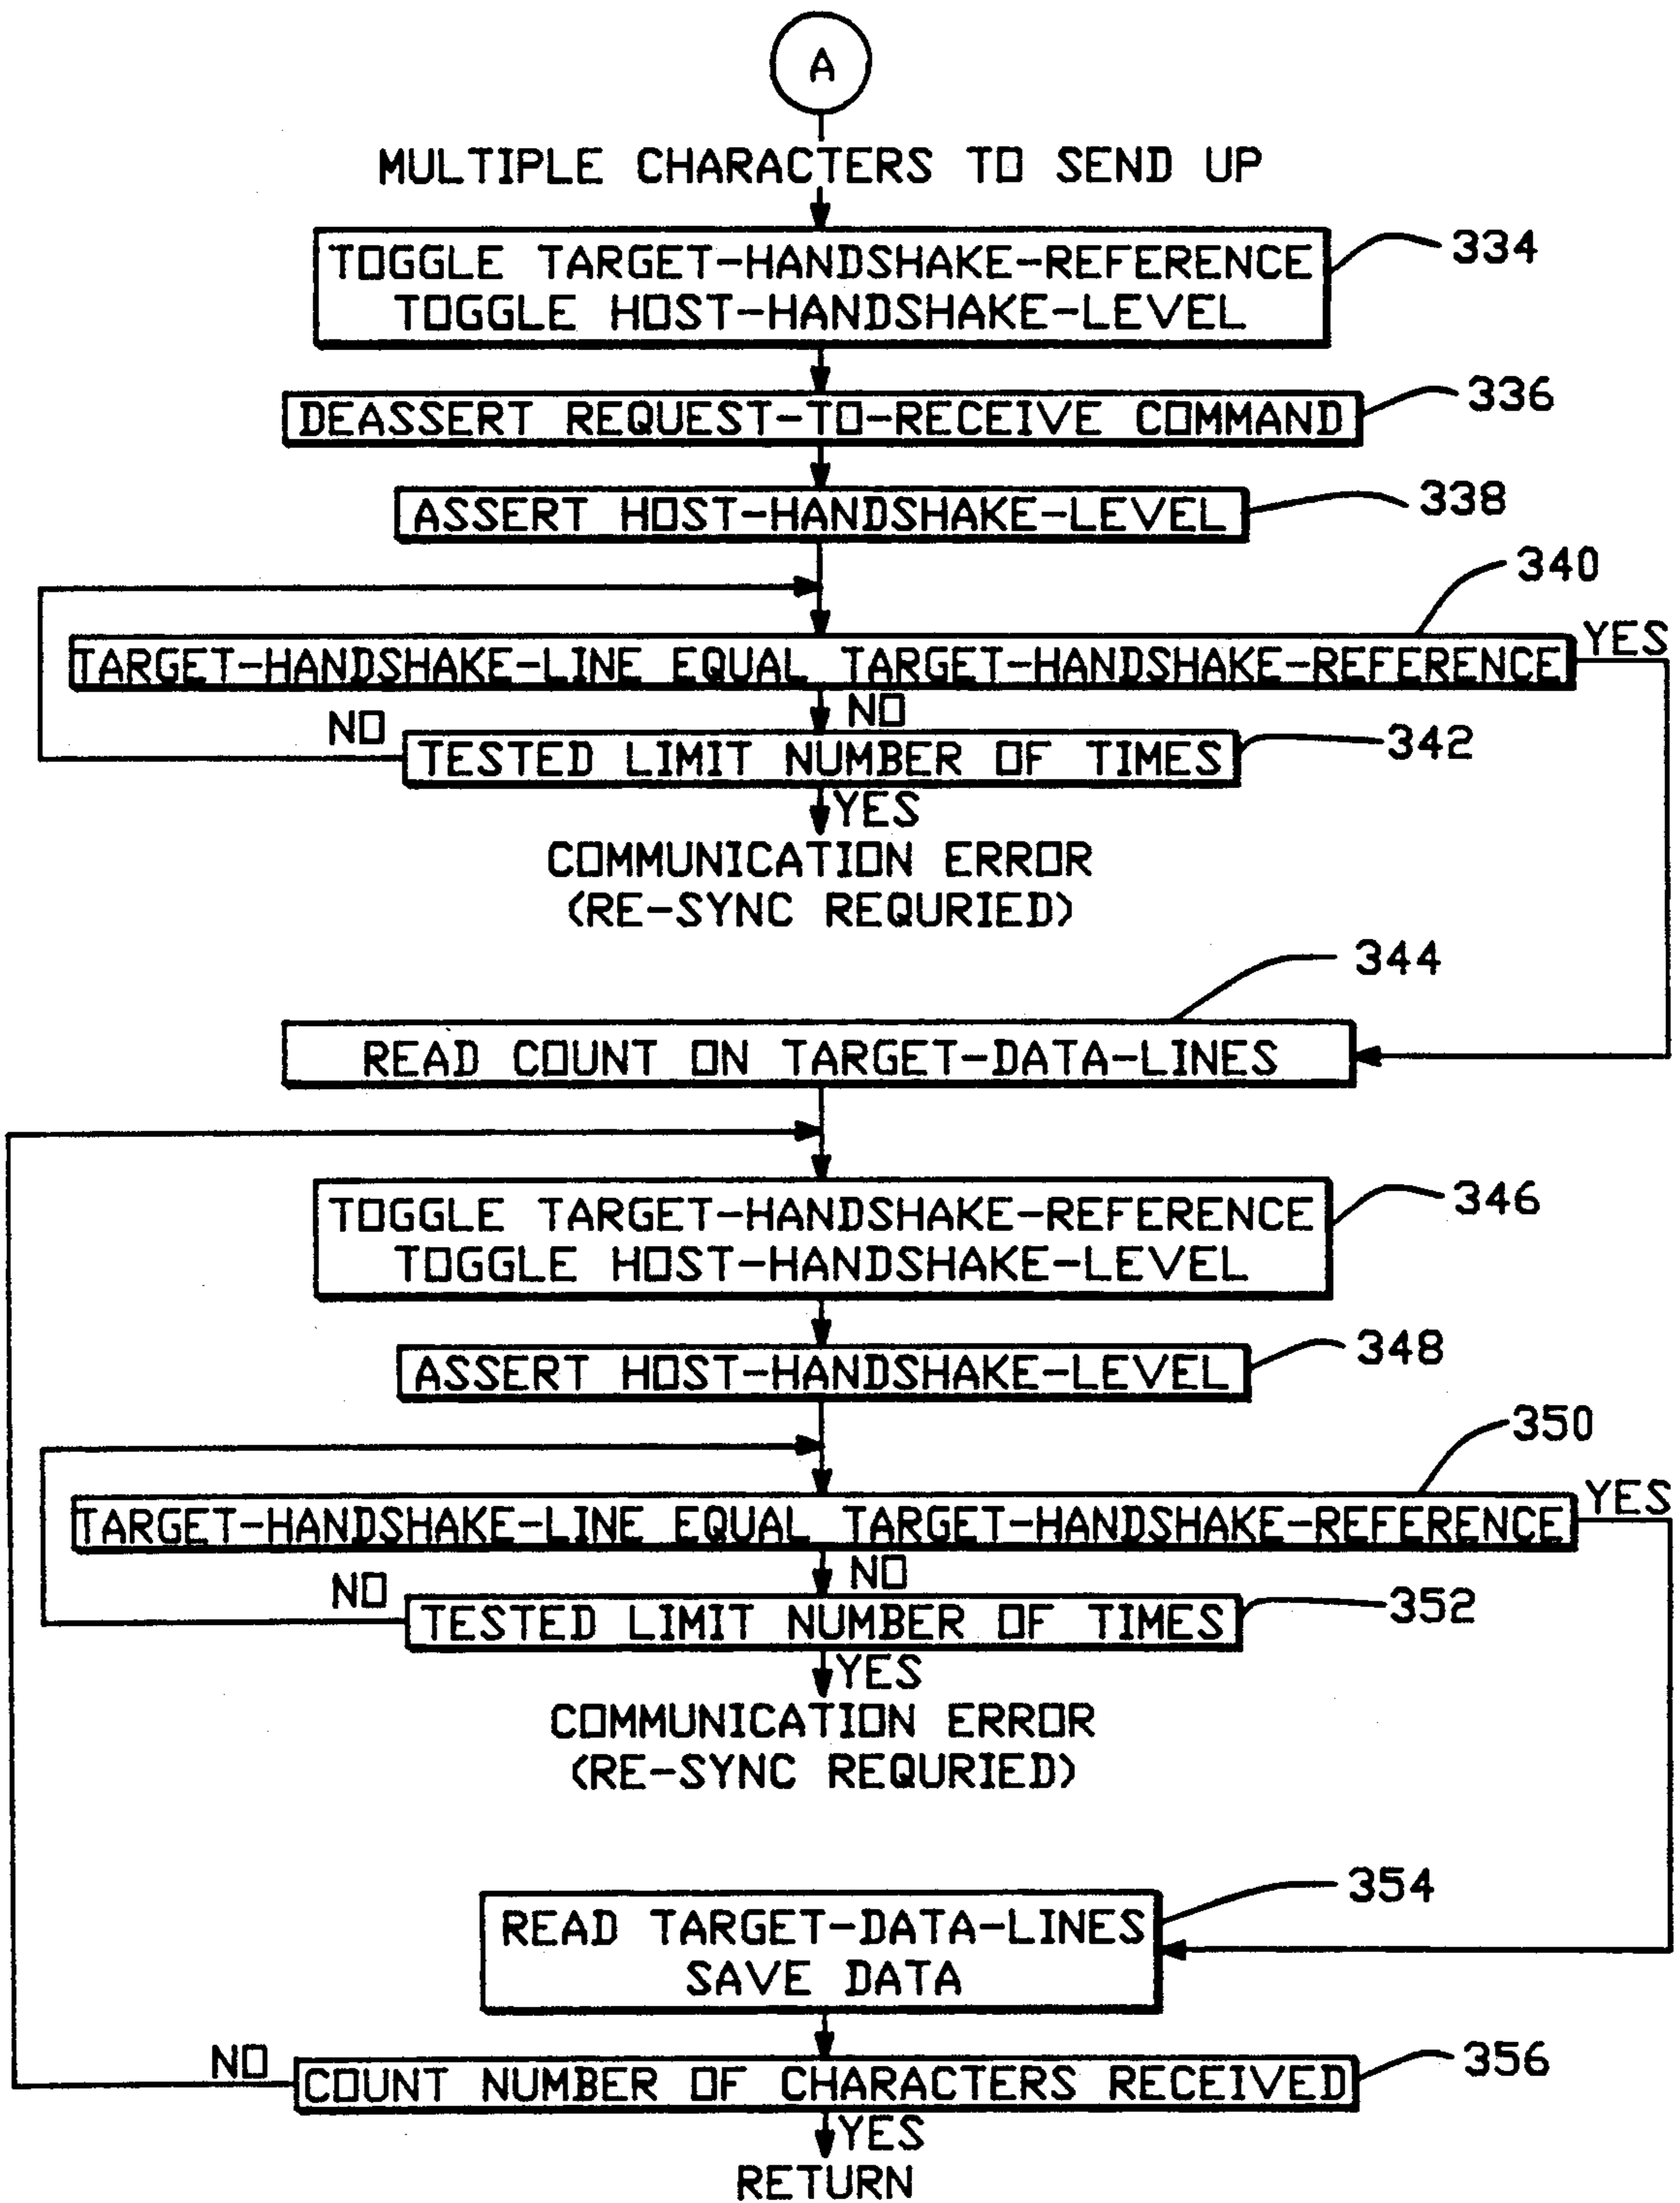 A
MULTIPLE CHARACTERS TO SEND UP
TOGGLE TARGET-HANDSHAKE-REFERENCE
TOGGLE HOST-HANDSHAKE-LEVEL
334
DEASSERT REQUEST-TO-RECEIVE COMMAND
336
ASSERT HOST-HANDSHAKE-LEVEL
338
340
TARGET-HANDSHAKE-LINE EQUAL TARGET-HANDSHAKE-REFERENCE
YES
NO
NO
TESTED LIMIT NUMBER OF TIMES
342
YES
COMMUNICATION ERROR
(RE-SYNC REQURIED)
344
READ COUNT ON TARGET-DATA-LINES
TOGGLE TARGET-HANDSHAKE-REFERENCE
TOGGLE HOST-HANDSHAKE-LEVEL
346
ASSERT HOST-HANDSHAKE-LEVEL
348
350
TARGET-HANDSHAKE-LINE EQUAL TARGET-HANDSHAKE-REFERENCE
YES
NO
NO
TESTED LIMIT NUMBER OF TIMES
352
YES
COMMUNICATION ERROR
(RE-SYNC REQURIED)
354
READ TARGET-DATA-LINES
SAVE DATA
NO
COUNT NUMBER OF CHARACTERS RECEIVED
356
YES
RETURN